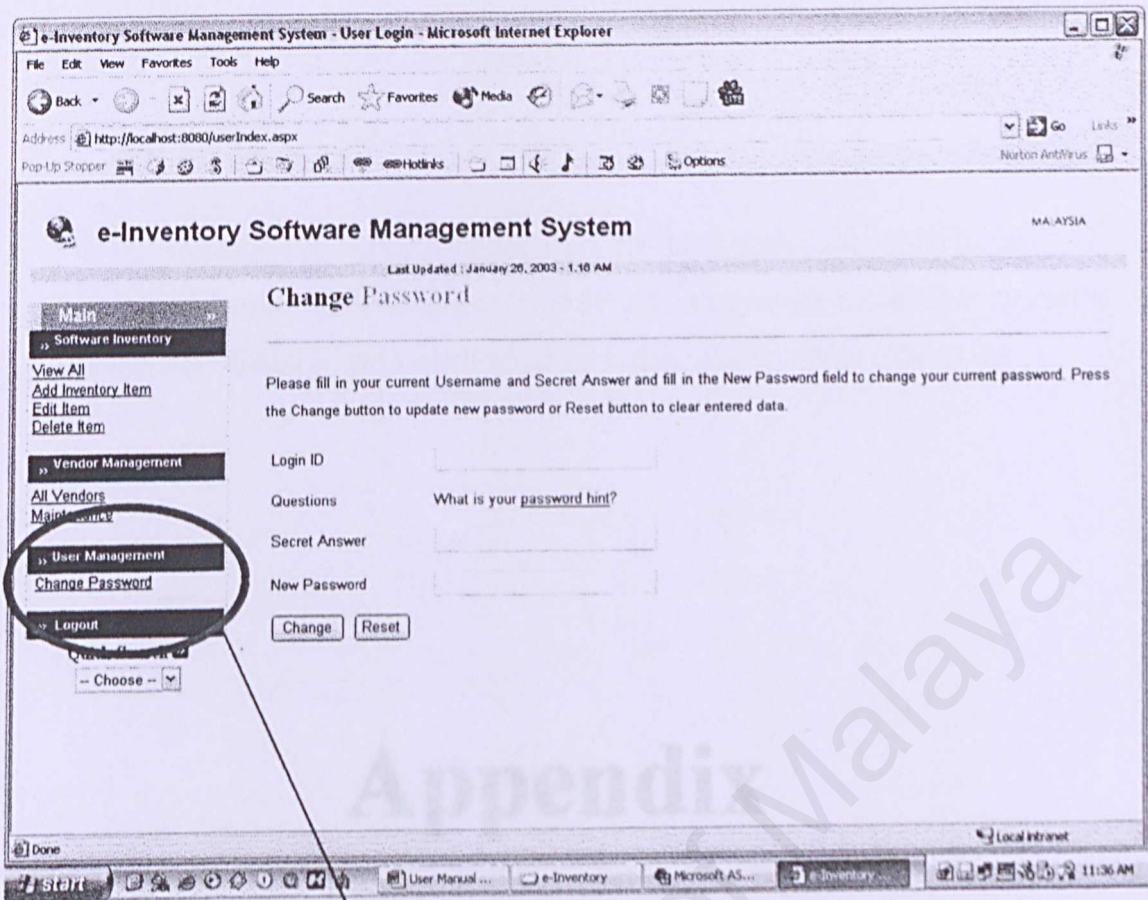 e-Inventory Software Management System - User Login - Microsoft Internet Explorer
File Edit View Favorites Tools Help
Back Search Favorites Media
Address http://localhost:8080/userIndex.aspx Go Links »
Pop-Up Stopper Hotlinks Options Norton AntiVirus
e-Inventory Software Management System
MALAYSIA
Last Updated : January 26, 2003 - 1.16 AM
Change Password
Main »
» Software Inventory
View All
Add Inventory Item
Edit Item
Delete Item
» Vendor Management
All Vendors
Maintenance
» User Management
Change Password
» Logout
Quick Search
-- Choose --
Please fill in your current Username and Secret Answer and fill in the New Password field to change your current password. Press
the Change button to update new password or Reset button to clear entered data.
Login ID
Questions What is your password hint?
Secret Answer
New Password
Change Reset
Appendix
of Malaya
Done Local intranet
start User Manual ... e-Inventory Microsoft AS... e-Inventory ... 11:36 AM